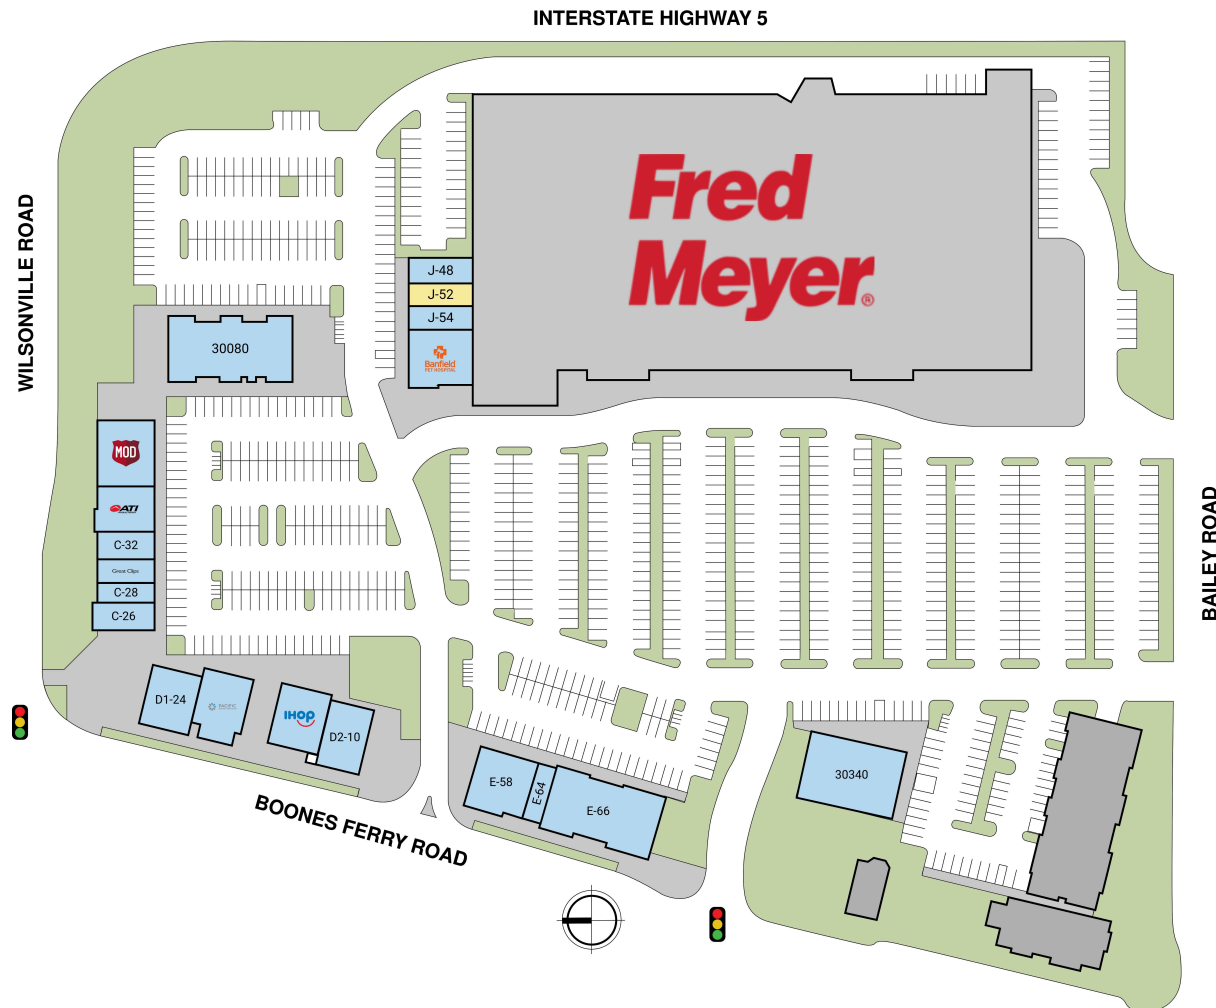 INTERSTATE HIGHWAY 5
WILSONVILLE ROAD
Fred
Meyer®
J-48
J-52
J-54
Banfield
PET HOSPITAL
30080
MOD
ATI
C-32
Great Clips
C-28
C-26
BAILEY ROAD
D1-24
PACIFIC
IHOP
D2-10
E-58
E-64
E-66
30340
BOONES FERRY ROAD